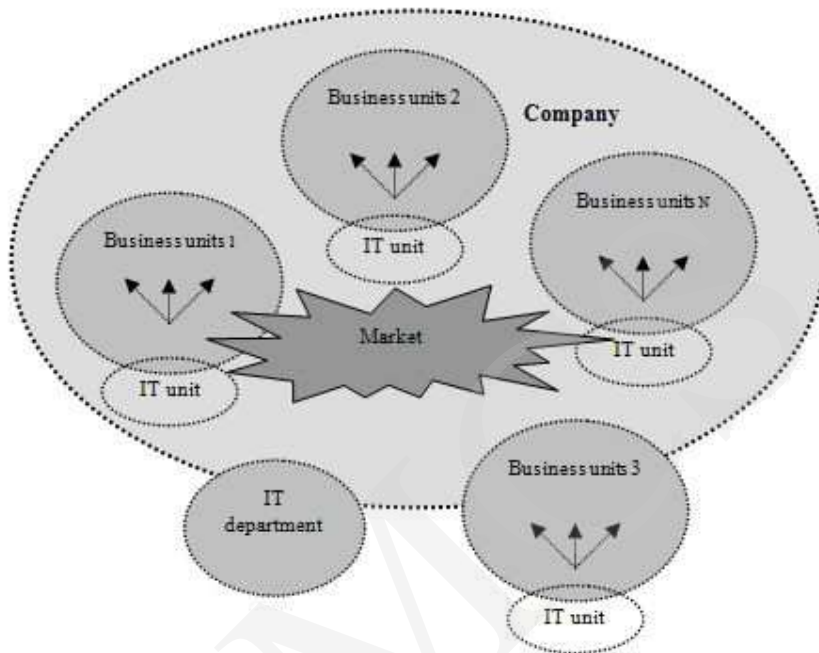 Business units 2
Company
Business units N
IT unit
Business units 1
Market
IT unit
IT unit
Business units 3
IT
department
IT unit